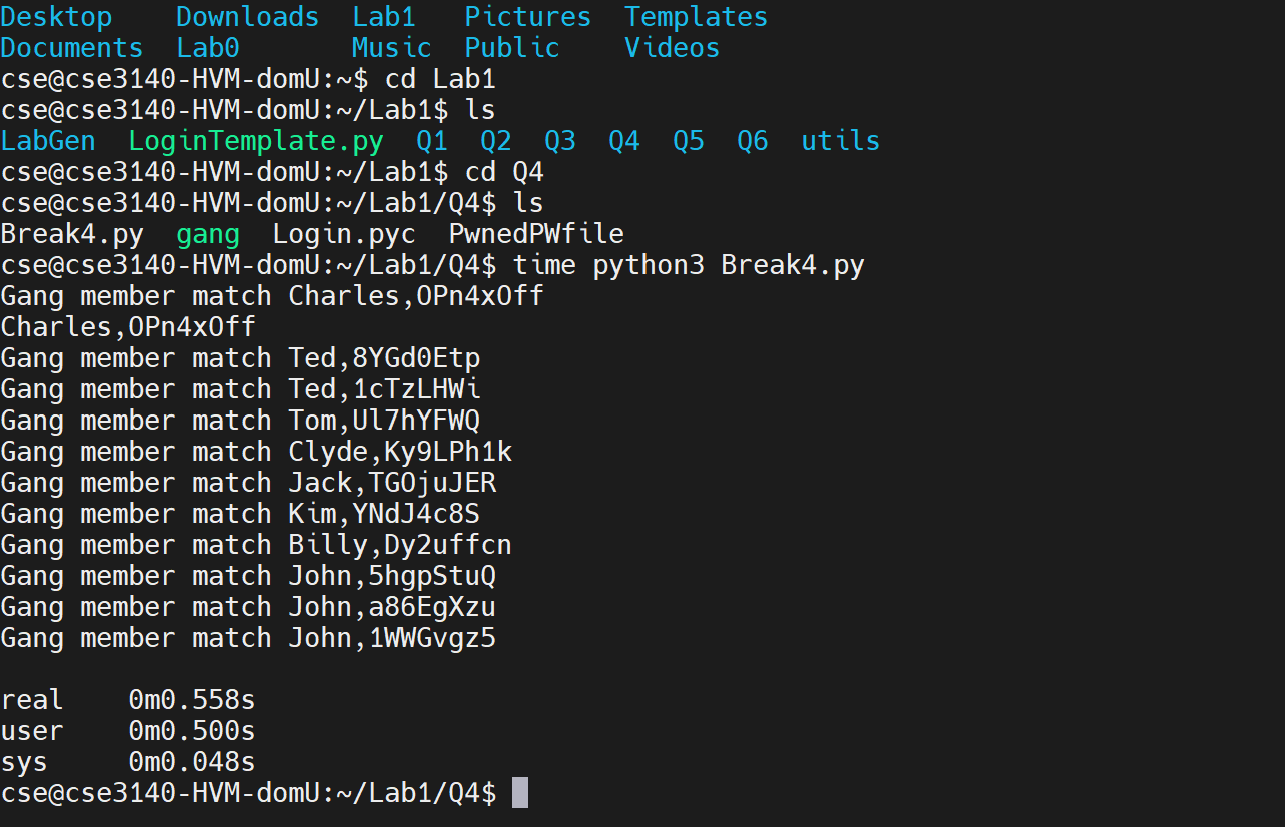 Desktop    Downloads  Lab1   Pictures  Templates
Documents  Lab0       Music  Public    Videos
cse@cse3140-HVM-domU:~$ cd Lab1
cse@cse3140-HVM-domU:~/Lab1$ ls
LabGen  LoginTemplate.py  Q1  Q2  Q3  Q4  Q5  Q6  utils
cse@cse3140-HVM-domU:~/Lab1$ cd Q4
cse@cse3140-HVM-domU:~/Lab1/Q4$ ls
Break4.py  gang  Login.pyc  PwnedPWfile
cse@cse3140-HVM-domU:~/Lab1/Q4$ time python3 Break4.py
Gang member match Charles,OPn4xOff
Charles,OPn4xOff
Gang member match Ted,8YGd0Etp
Gang member match Ted,1cTzLHWi
Gang member match Tom,Ul7hYFWQ
Gang member match Clyde,Ky9LPh1k
Gang member match Jack,TGOjuJER
Gang member match Kim,YNdJ4c8S
Gang member match Billy,Dy2uffcn
Gang member match John,5hgpStuQ
Gang member match John,a86EgXzu
Gang member match John,1WWGvgz5
real    0m0.558s
user    0m0.500s
sys     0m0.048s
cse@cse3140-HVM-domU:~/Lab1/Q4$